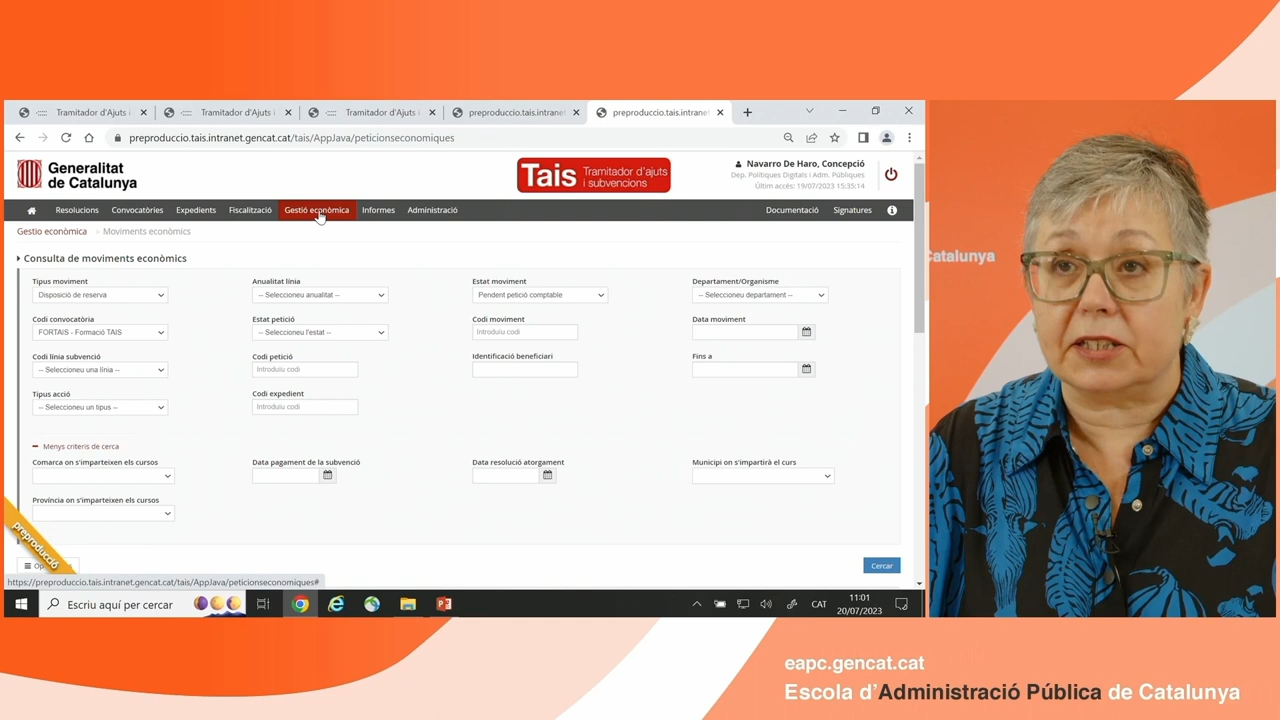 Tramitador d'Ajuts i
Tramitador d'Ajuts i
Tramitador d'Ajuts i
preproduccio.tais.intranet
preproduccio.tais.intranet
preproduccio.tais.intranet.gencat.cat/tais/AppJava/peticionseconomiques
Generalitat
de Catalunya
Tais Tramitador d'ajuts
i subvencions
Navarro De Haro, Concepció
Dep. Polítiques Digitals i Adm. Públiques
Últim accés: 19/07/2023 15:35:14
Resolucions Convocatòries Expedients Fiscalització Gestió econòmica Informes Administració Documentació Signatures
Gestio econòmica » Moviments econòmics
Consulta de moviments econòmics
Tipus moviment Anualitat línia Estat moviment Departament/Organisme
Disposició de reserva -- Seleccioneu anualitat -- Pendent petició comptable -- Seleccioneu departament --
Codi convocatòria Estat petició Codi moviment Data moviment
FORTAIS - Formació TAIS -- Seleccioneu l'estat -- Introduïu codi
Codi línia subvenció Codi petició Identificació beneficiari Fins a
-- Seleccioneu una línia -- Introduïu codi
Tipus acció Codi expedient
-- Seleccioneu un tipus -- Introduïu codi
Menys criteris de cerca
Comarca on s'imparteixen els cursos Data pagament de la subvenció Data resolució atorgament Municipi on s'impartirà el curs
Província on s'imparteixen els cursos
preproducció
Cercar
https://preproduccio.tais.intranet.gencat.cat/tais/AppJava/peticionseconomiques#
Escriu aquí per cercar
CAT
11:01
20/07/2023
Catalunya
eapc.gencat.cat
Escola d'Administració Pública de Catalunya